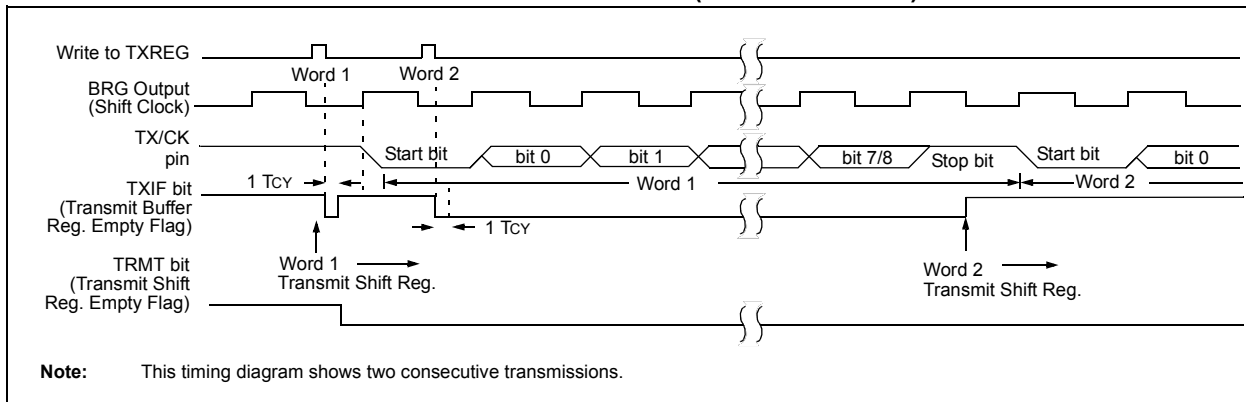 Write to TXREG
Word 1
Word 2
BRG Output
(Shift Clock)
TX/CK
pin
Start bit
bit 0
bit 1
bit 7/8
Stop bit
Start bit
bit 0
1 TCY
Word 1
Word 2
TXIF bit
(Transmit Buffer
Reg. Empty Flag)
1 TCY
Word 1
Transmit Shift Reg.
Word 2
Transmit Shift Reg.
TRMT bit
(Transmit Shift
Reg. Empty Flag)
Note: This timing diagram shows two consecutive transmissions.